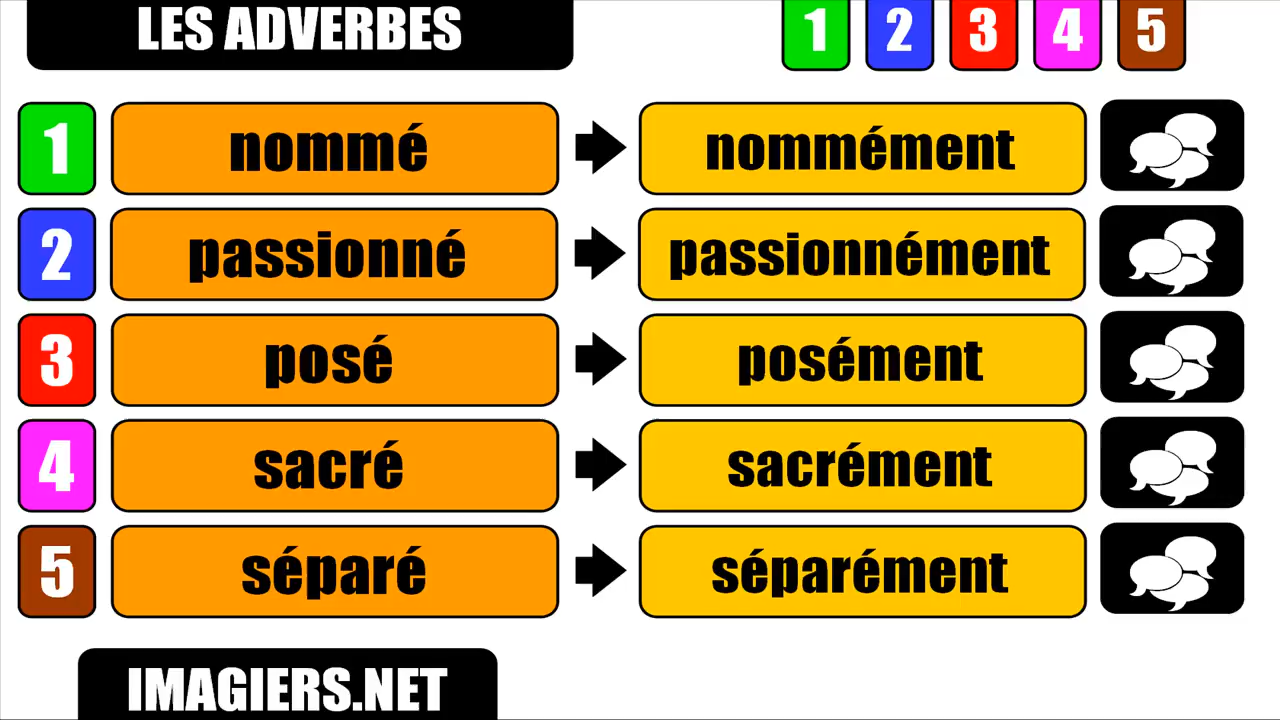 LES ADVERBES
1 2 3 4 5
1 nommé nommément
2 passionné passionnément
3 posé posément
4 sacré sacrément
5 séparé séparément
IMAGIERS.NET